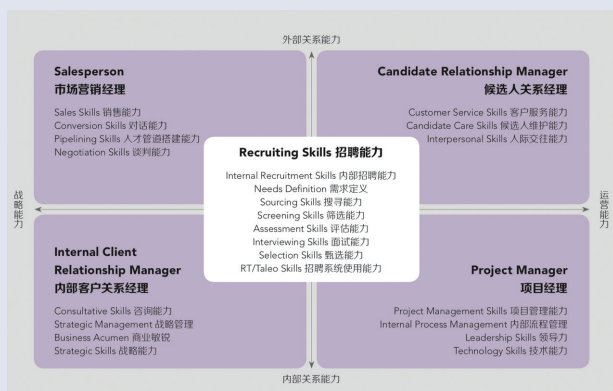 外部关系能力
Salesperson
市场营销经理
Sales Skills 销售能力
Conversion Skills 对话能力
Pipelining Skills 人才管道搭建能力
Negotiation Skills 谈判能力
Candidate Relationship Manager
候选人关系经理
Customer Service Skills 客户服务能力
Candidate Care Skills 候选人维护能力
Interpersonal Skills 人际交往能力
Recruiting Skills 招聘能力
Internal Recruitment Skills 内部招聘能力
Needs Definition 需求定义
Sourcing Skills 搜寻能力
Screening Skills 筛选能力
Assessment Skills 评估能力
Interviewing Skills 面试能力
Selection Skills 甄选能力
RT/Taleo Skills 招聘系统使用能力
战略能力
运营能力
Internal Client
Relationship Manager
内部客户关系经理
Consultative Skills 咨询能力
Strategic Management 战略管理
Business Acumen 商业敏锐
Strategic Skills 战略能力
Project Manager
项目经理
Project Management Skills 项目管理能力
Internal Process Management 内部流程管理
Leadership Skills 领导力
Technology Skills 技术能力
内部关系能力